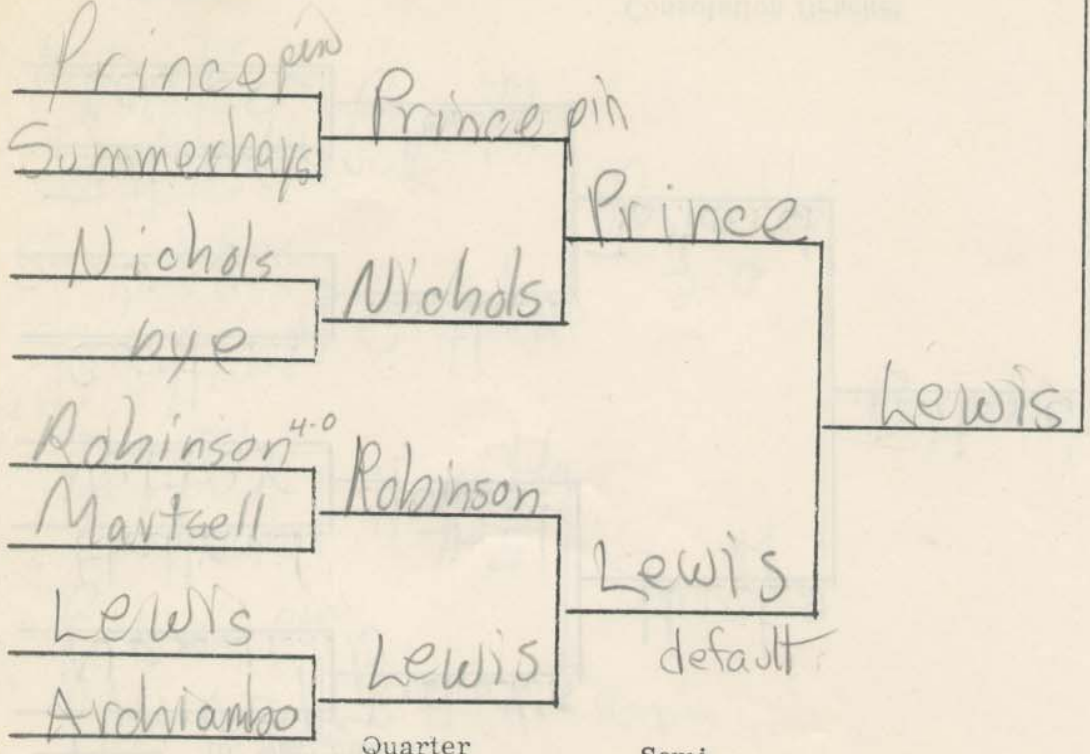 Prince pin
Summerhays
Nichols
bye
Robinson 4-0
Martsell
Lewis
Archiambo
Prince pin
Nichols
Robinson
Lewis
Prince
Lewis
default
Lewis
Quarter
Semi